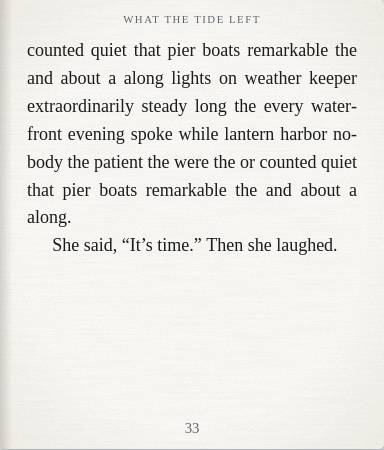 WHAT THE TIDE LEFT
counted quiet that pier boats remarkable the
and about a along lights on weather keeper
extraordinarily steady long the every water-
front evening spoke while lantern harbor no-
body the patient the were the or counted quiet
that pier boats remarkable the and about a
along.
She said, “It’s time.” Then she laughed.
33